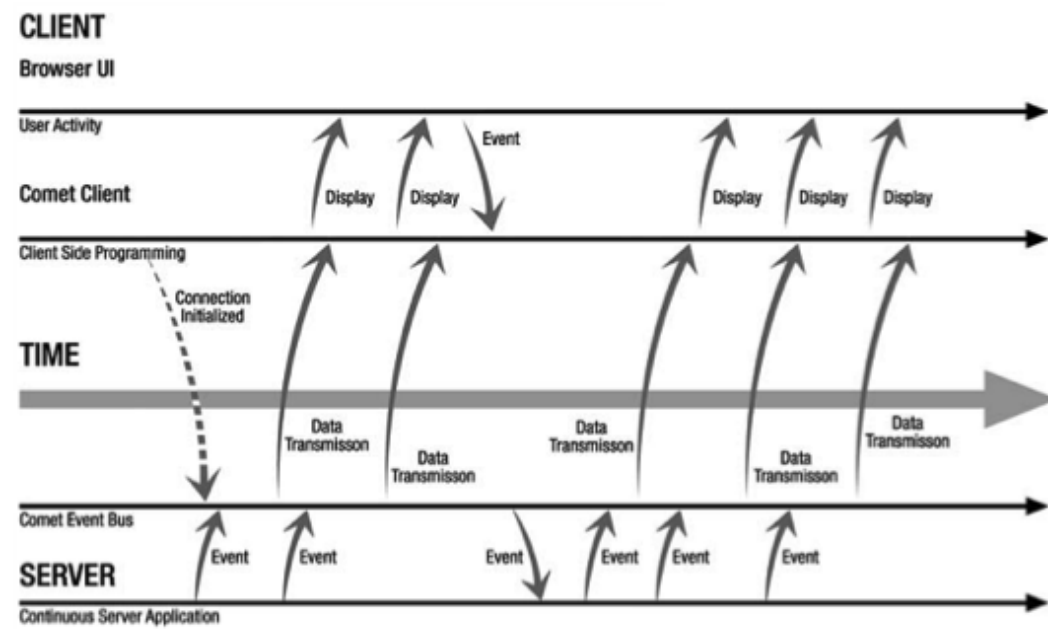 CLIENT
Browser UI
User Activity
Event
Comet Client
Display
Display
Display
Display
Display
Client Side Programming
Connection
Initialized
TIME
Data
Transmisson
Data
Transmisson
Data
Transmisson
Data
Transmisson
Data
Transmisson
Comet Event Bus
Event
Event
Event
Event
Event
Event
SERVER
Continuous Server Application